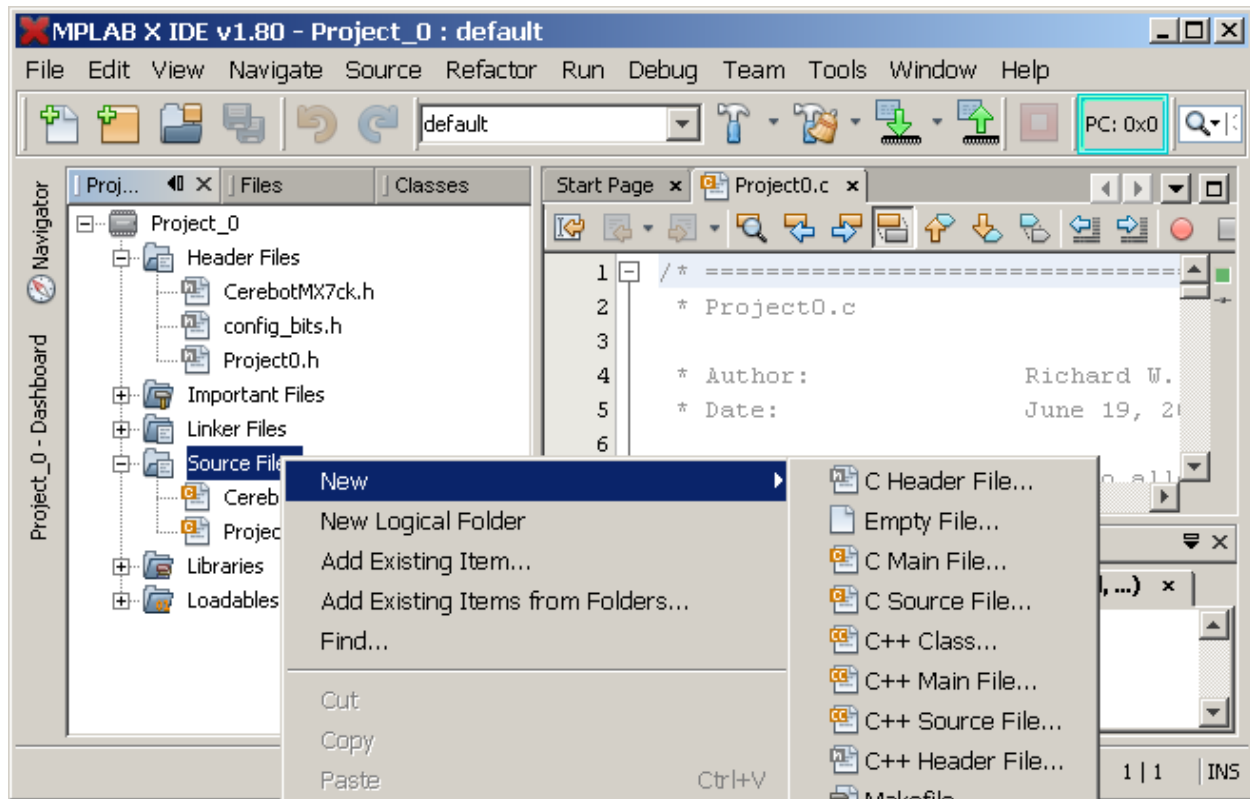 MPLAB X IDE v1.80 - Project_0 : default
File Edit View Navigate Source Refactor Run Debug Team Tools Window Help
default PC: 0x0
Navigator
Project_0 - Dashboard
Proj... Files Classes
Project_0
Header Files
CerebotMX7ck.h
config_bits.h
Project0.h
Important Files
Linker Files
Source File
Cereb
Projec
Libraries
Loadables
Start Page Project0.c
1 /* ===============================
2 * Project0.c
3
4 * Author: Richard W.
5 * Date: June 19, 2
6
, ...)
New
New Logical Folder
Add Existing Item...
Add Existing Items from Folders...
Find...
Cut
Copy
Paste Ctrl+V
C Header File...
Empty File...
C Main File...
C Source File...
C++ Class...
C++ Main File...
C++ Source File...
C++ Header File...
Makefile
1 | 1 INS